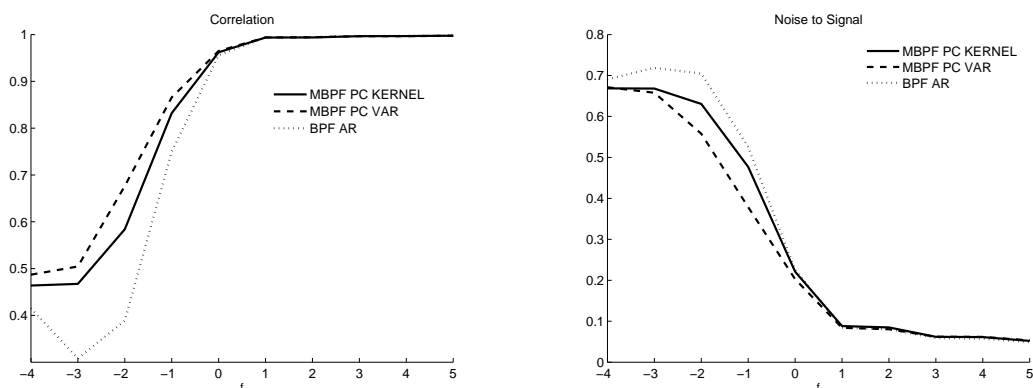 Correlation
1
0.9
0.8
0.7
0.6
0.5
0.4
MBPF PC KERNEL
MBPF PC VAR
BPF AR
−4 −3 −2 −1 0 1 2 3 4 5
f
Noise to Signal
0.8
0.7
0.6
0.5
0.4
0.3
0.2
0.1
0
MBPF PC KERNEL
MBPF PC VAR
BPF AR
−4 −3 −2 −1 0 1 2 3 4 5
f